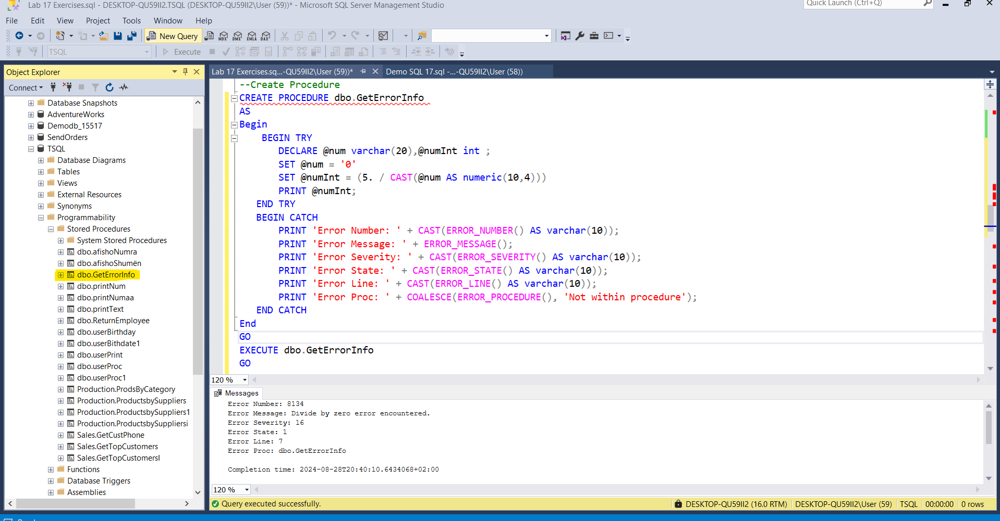 Lab 17 Exercises.sql - DESKTOP-QU59II2.TSQL (DESKTOP-QU59II2\User (59))* - Microsoft SQL Server Management Studio
Quick Launch (Ctrl+Q)
File Edit View Project Tools Window Help
New Query MDX DMX XMLA DAX
TSQL Execute
Object Explorer
Connect
Database Snapshots
AdventureWorks
Demodb_15517
SendOrders
TSQL
Database Diagrams
Tables
Views
External Resources
Synonyms
Programmability
Stored Procedures
System Stored Procedures
dbo.afishoNumra
dbo.afishoShumën
dbo.GetErrorInfo
dbo.printNum
dbo.printNumaa
dbo.printText
dbo.ReturnEmployee
dbo.userBirthday
dbo.userBithdate1
dbo.userPrint
dbo.userProc
dbo.userProc1
Production.ProdsByCategory
Production.ProductsbySuppliers
Production.ProductsbySuppliers1
Production.ProductsbySuppliersi
Sales.GetCustPhone
Sales.GetTopCustomers
Sales.GetTopCustomersI
Functions
Database Triggers
Assemblies
Lab 17 Exercises.sq...-QU59II2\User (59))* Demo SQL 17.sql -...-QU59II2\User (58))
--Create Procedure
CREATE PROCEDURE dbo.GetErrorInfo
AS
Begin
BEGIN TRY
DECLARE @num varchar(20),@numInt int ;
SET @num = '0'
SET @numInt = (5. / CAST(@num AS numeric(10,4)))
PRINT @numInt;
END TRY
BEGIN CATCH
PRINT 'Error Number: ' + CAST(ERROR_NUMBER() AS varchar(10));
PRINT 'Error Message: ' + ERROR_MESSAGE();
PRINT 'Error Severity: ' + CAST(ERROR_SEVERITY() AS varchar(10));
PRINT 'Error State: ' + CAST(ERROR_STATE() AS varchar(10));
PRINT 'Error Line: ' + CAST(ERROR_LINE() AS varchar(10));
PRINT 'Error Proc: ' + COALESCE(ERROR_PROCEDURE(), 'Not within procedure');
END CATCH
End
GO
EXECUTE dbo.GetErrorInfo
GO
120 %
Messages
Error Number: 8134
Error Message: Divide by zero error encountered.
Error Severity: 16
Error State: 1
Error Line: 7
Error Proc: dbo.GetErrorInfo
Completion time: 2024-08-28T20:40:10.6434068+02:00
120 %
Query executed successfully. DESKTOP-QU59II2 (16.0 RTM) DESKTOP-QU59II2\User (59) TSQL 00:00:00 0 rows